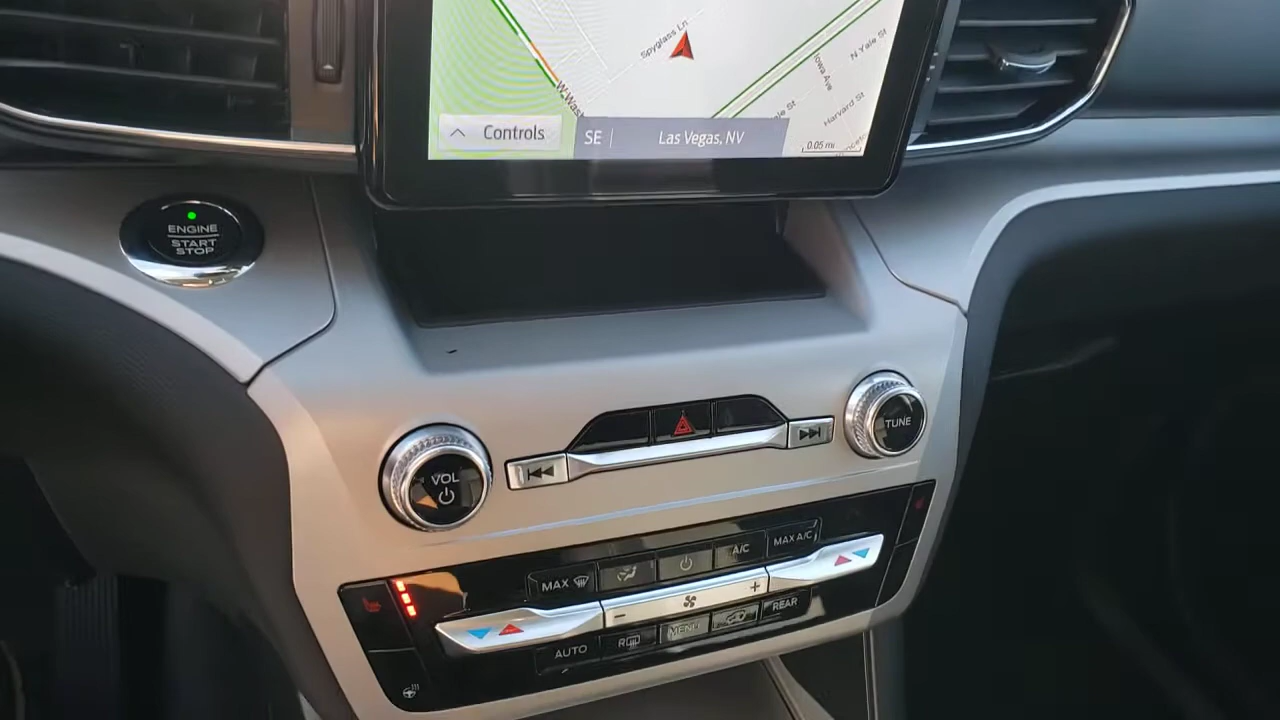 Spyglass Ln
N Yale St
Iowa Ave
W Wash
Harvard St
Controls
SE
Las Vegas, NV
0.05 mi
ENGINE
START
STOP
TUNE
VOL
MAX
A/C
MAX A/C
AUTO
R
MENU
REAR